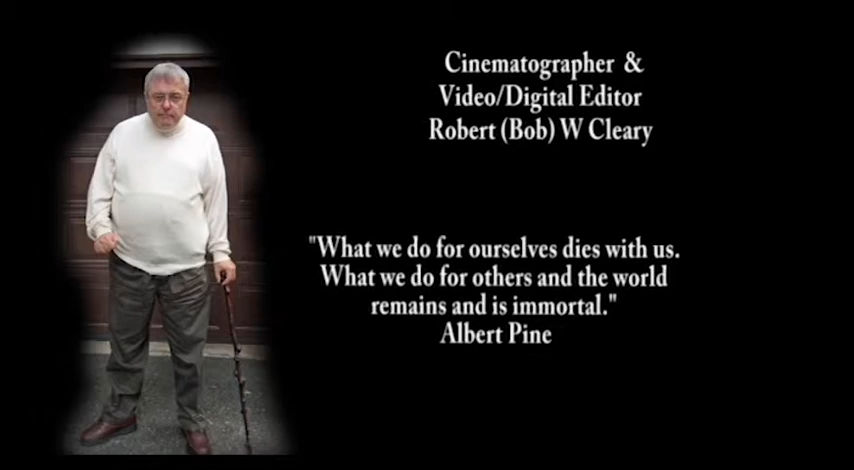 Cinematographer &
Video/Digital Editor
Robert (Bob) W Cleary
"What we do for ourselves dies with us.
What we do for others and the world
remains and is immortal."
Albert Pine